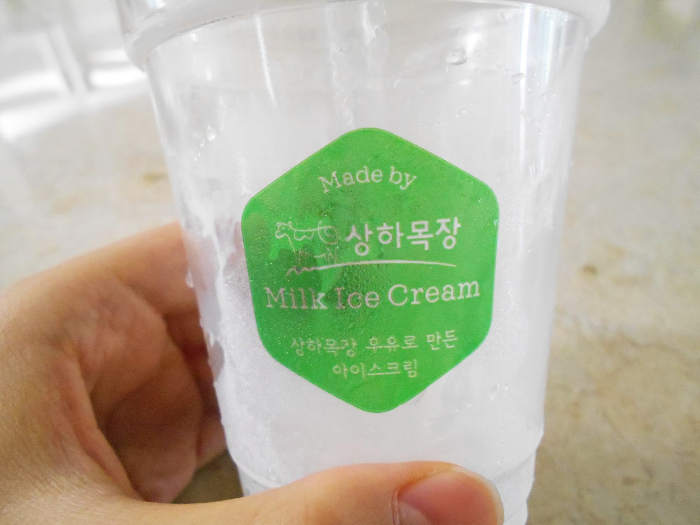 Made by
상하목장
Milk Ice Cream
상하목장 우유로 만든
아이스크림